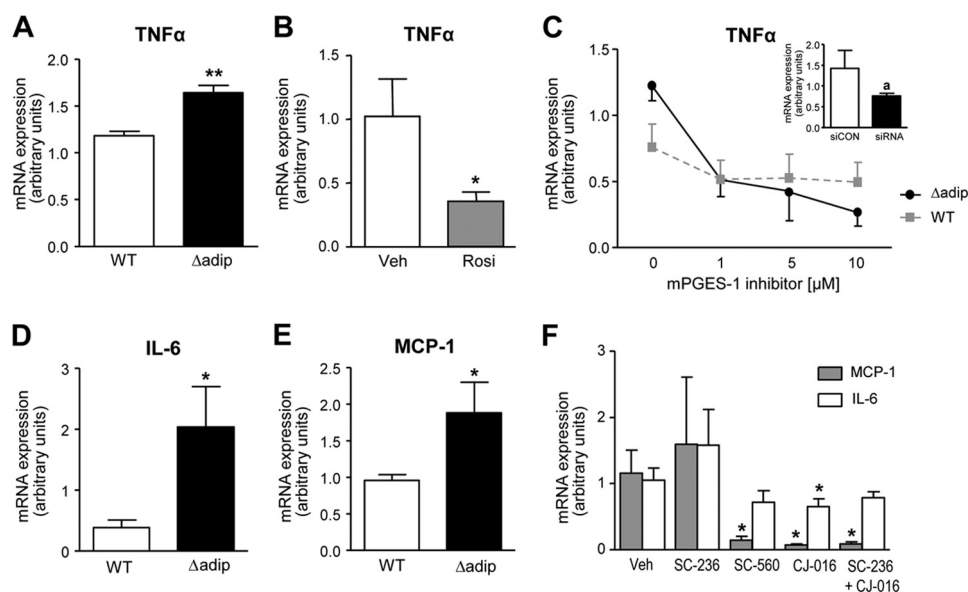 A
TNFα
mRNA expression
(arbitrary units)
2.0
1.5
1.0
0.5
0.0
**
WT
Δadip
B
TNFα
mRNA expression
(arbitrary units)
1.5
1.0
0.5
0.0
*
Veh
Rosi
C
TNFα
mRNA expression
(arbitrary units)
1.5
1.0
0.5
0.0
0
1
5
10
mPGES-1 inhibitor [µM]
mRNA expression
(arbitrary units)
2.0
1.5
1.0
0.5
0.0
a
siCON
siRNA
Δadip
WT
D
IL-6
mRNA expression
(arbitrary units)
3
2
1
0
*
WT
Δadip
E
MCP-1
mRNA expression
(arbitrary units)
2.5
2.0
1.5
1.0
0.5
0.0
*
WT
Δadip
F
mRNA expression
(arbitrary units)
3
2
1
0
MCP-1
IL-6
*
*
*
*
Veh
SC-236
SC-560
CJ-016
SC-236
+ CJ-016